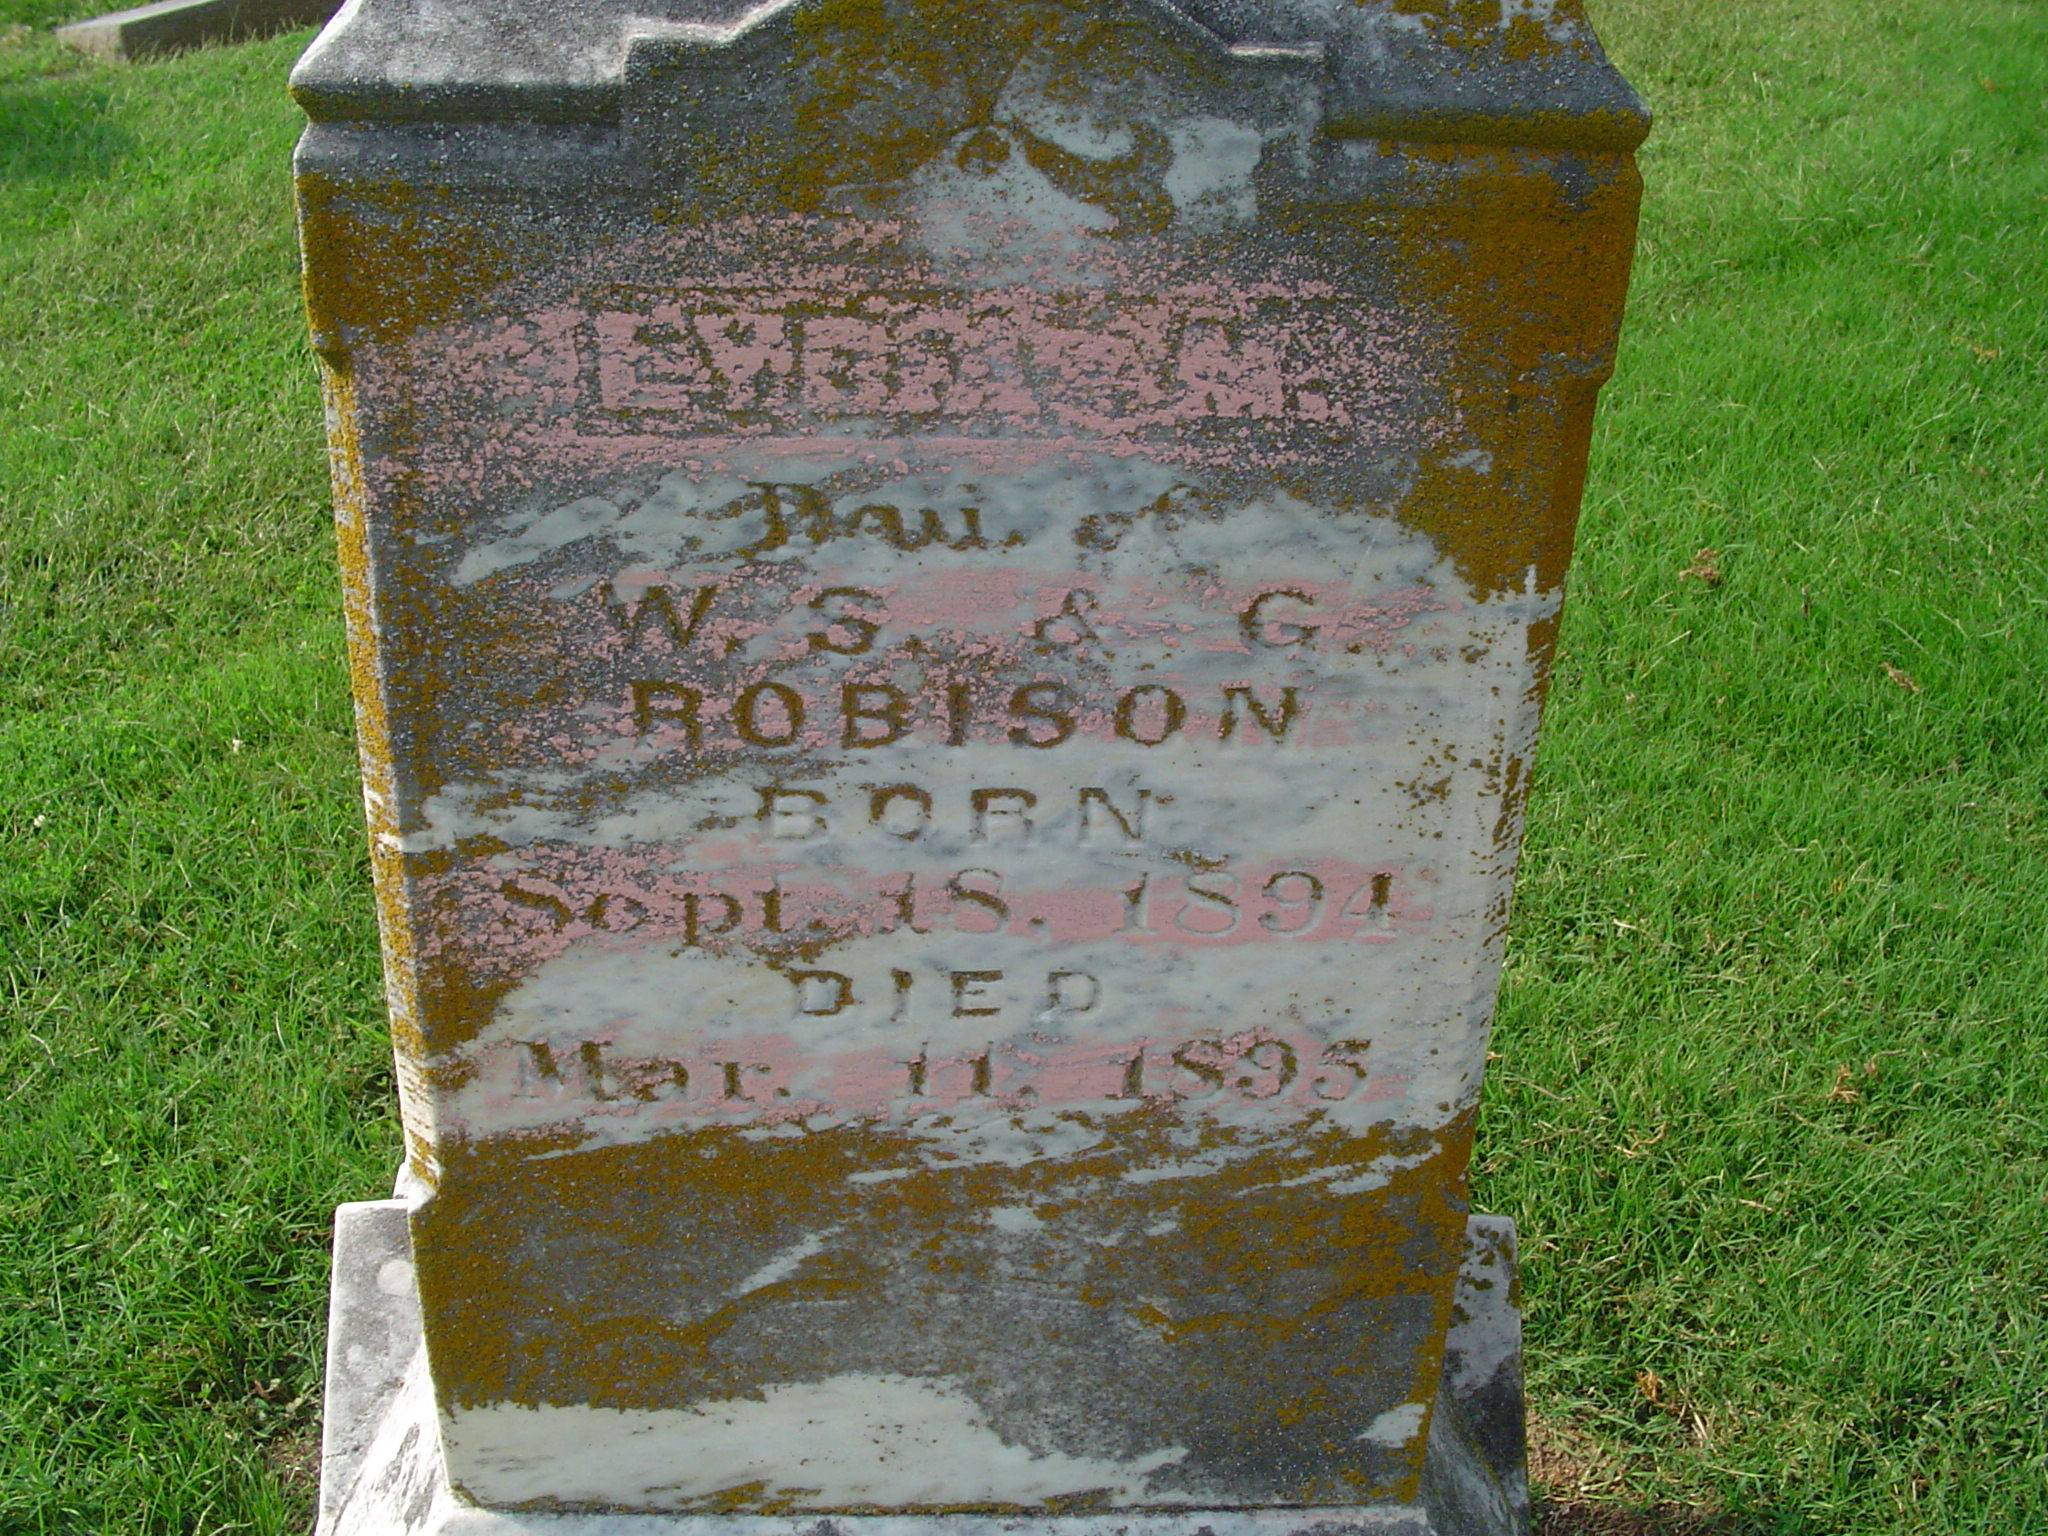 Dau. of
W. S. & G.
ROBISON
BORN
Sept. 18. 1894
DIED
Mar. 11. 1895